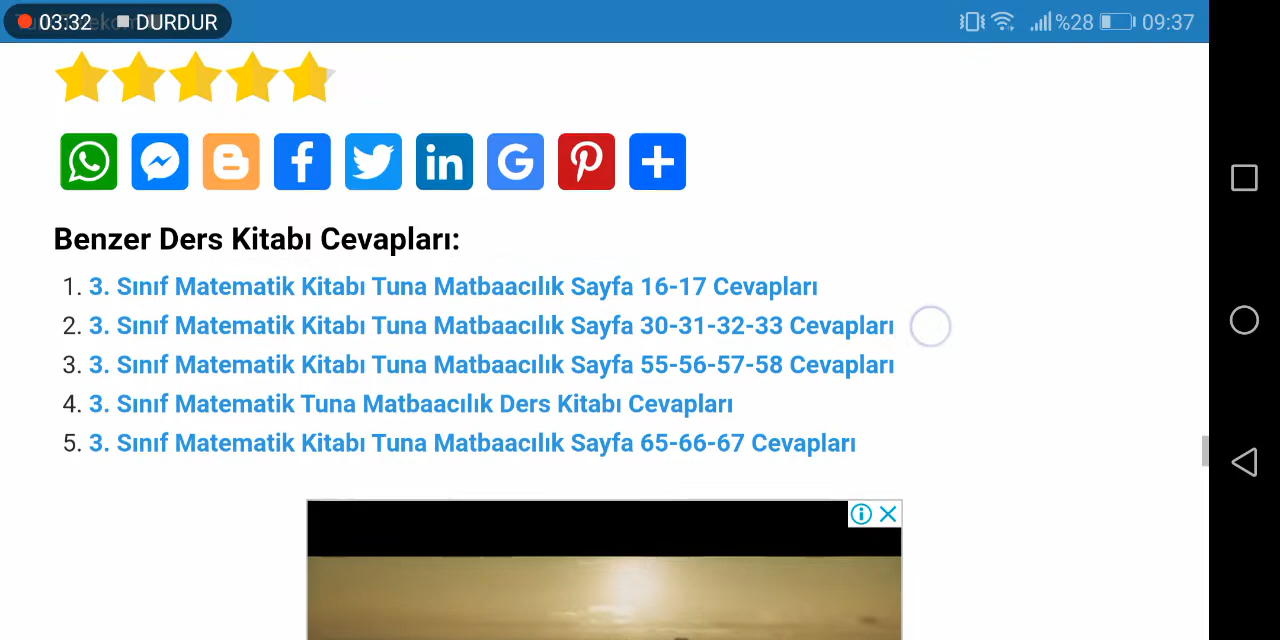 03:32 DURDUR %28 09:37
f in G
Benzer Ders Kitabı Cevapları:
1. 3. Sınıf Matematik Kitabı Tuna Matbaacılık Sayfa 16-17 Cevapları
2. 3. Sınıf Matematik Kitabı Tuna Matbaacılık Sayfa 30-31-32-33 Cevapları
3. 3. Sınıf Matematik Kitabı Tuna Matbaacılık Sayfa 55-56-57-58 Cevapları
4. 3. Sınıf Matematik Tuna Matbaacılık Ders Kitabı Cevapları
5. 3. Sınıf Matematik Kitabı Tuna Matbaacılık Sayfa 65-66-67 Cevapları